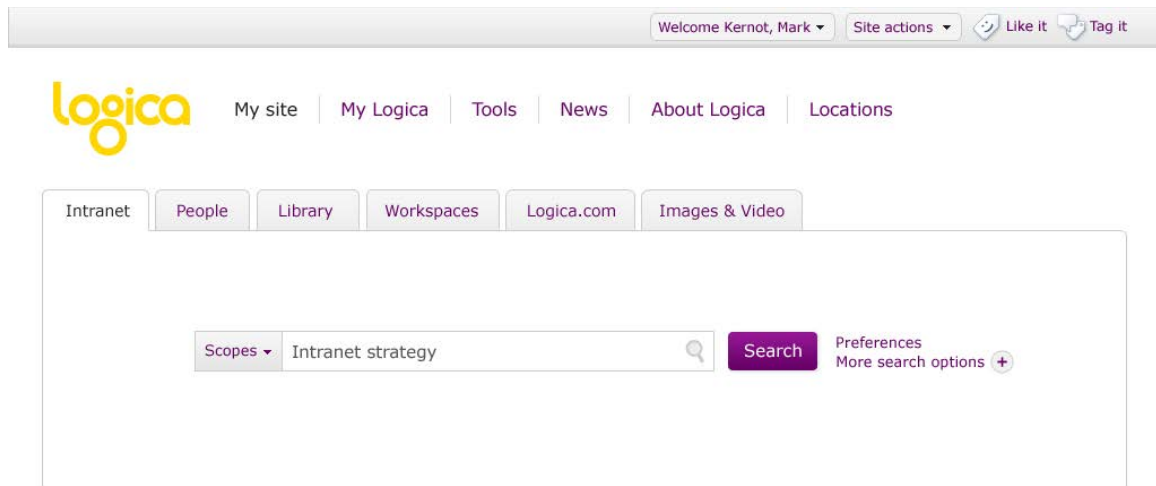 Welcome Kernot, Mark Site actions Like it Tag it
logica My site My Logica Tools News About Logica Locations
Intranet People Library Workspaces Logica.com Images & Video
Preferences
Scopes Intranet strategy Search
More search options +